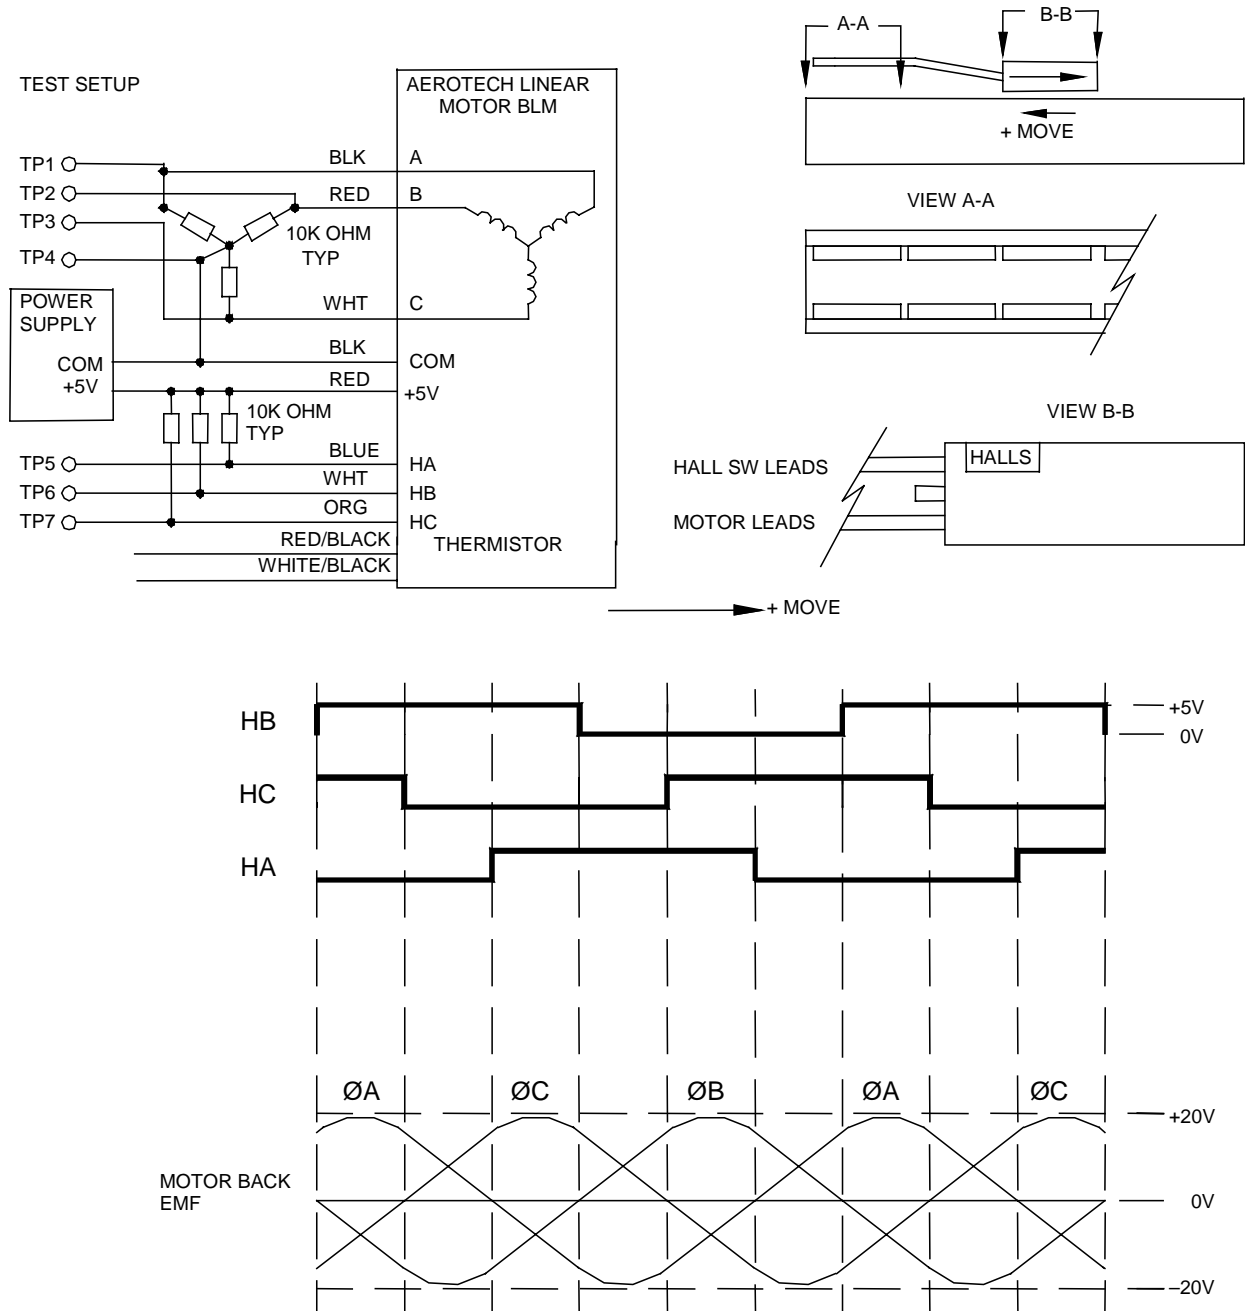 TEST SETUP
AEROTECH LINEAR
MOTOR BLM
TP1
TP2
TP3
TP4
BLK
A
RED
B
10K OHM
TYP
WHT
C
POWER
SUPPLY
COM
+5V
BLK
COM
RED
+5V
10K OHM
TYP
TP5
BLUE
HA
TP6
WHT
HB
TP7
ORG
HC
RED/BLACK
THERMISTOR
WHITE/BLACK
A-A
B-B
+ MOVE
VIEW A-A
VIEW B-B
HALL SW LEADS
HALLS
MOTOR LEADS
+ MOVE
HB
+5V
0V
HC
HA
ØA
ØC
ØB
ØA
ØC
+20V
MOTOR BACK
EMF
0V
–20V